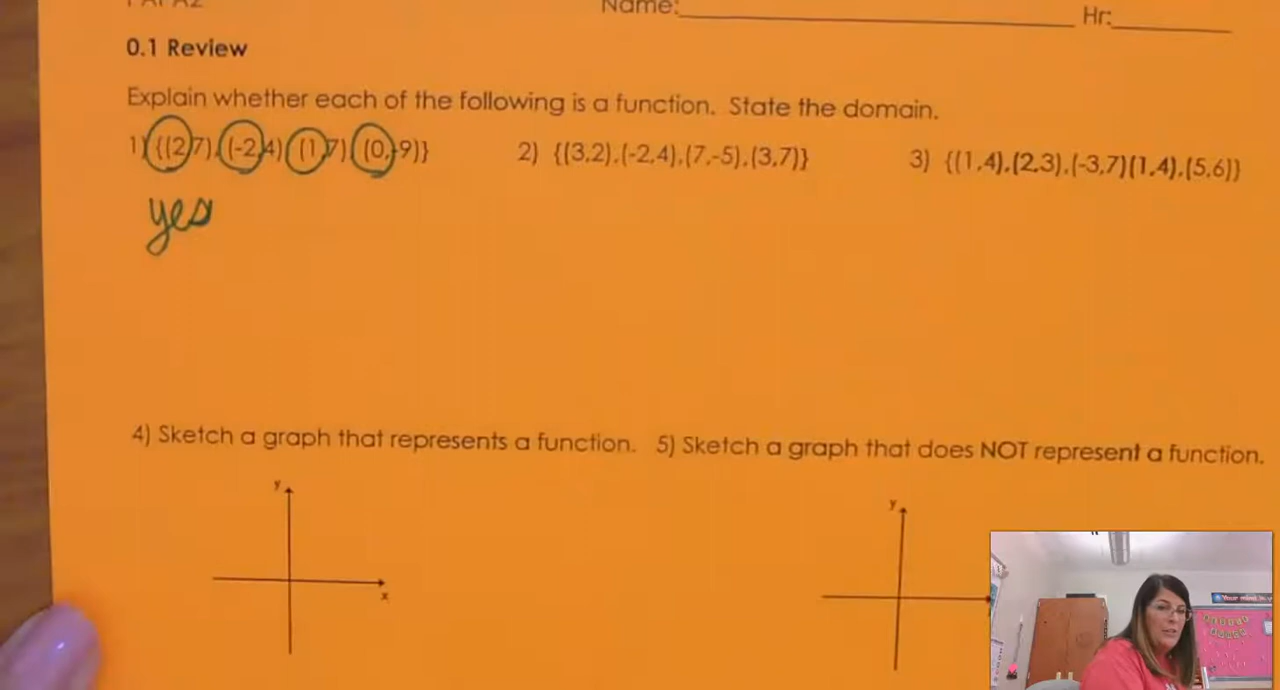 Name: Hr:
0.1 Review
Explain whether each of the following is a function. State the domain.
1) {(2,7),(-2,4)(1,7)(0,-9)} 2) {(3,2),(-2,4),(7,-5),(3,7)} 3) {(1,4),(2,3),(-3,7)(1,4),(5,6)}
yes
4) Sketch a graph that represents a function. 5) Sketch a graph that does NOT represent a function.
y y
x